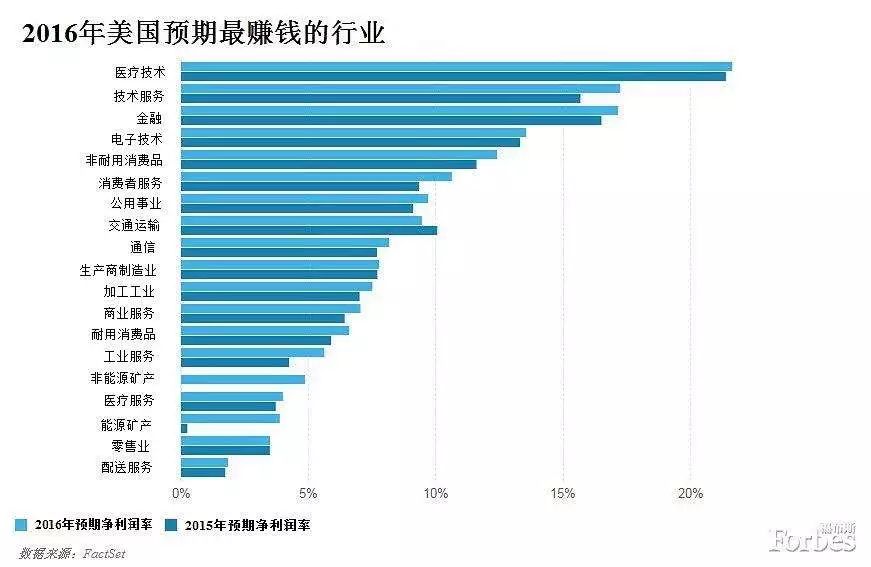 2016年美国预期最赚钱的行业
医疗技术
技术服务
金融
电子技术
非耐用消费品
消费者服务
公用事业
交通运输
通信
生产商制造业
加工工业
商业服务
耐用消费品
工业服务
非能源矿产
医疗服务
能源矿产
零售业
配送服务
0% 5% 10% 15% 20%
2016年预期净利润率 2015年预期净利润率
福布斯
Forbes
数据来源：FactSet